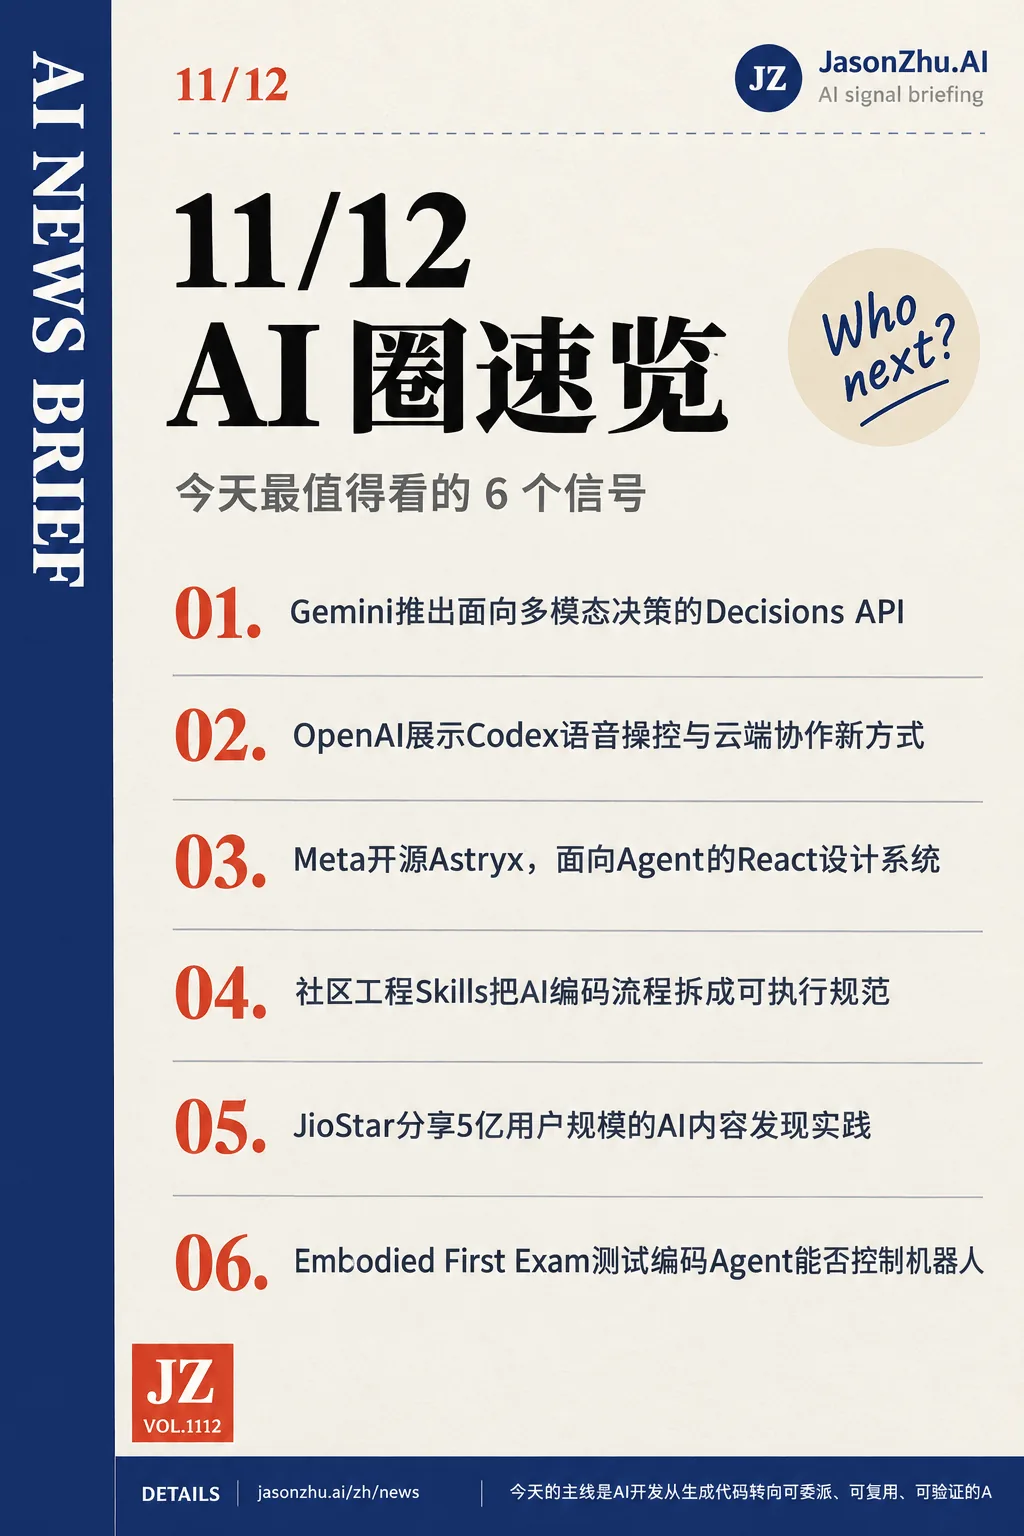 AI NEWS BRIEF
11/12
JZ
JasonZhu.AI
AI signal briefing
11/12
AI 圈速览
Who
next?
今天最值得看的 6 个信号
01. Gemini推出面向多模态决策的Decisions API
02. OpenAI展示Codex语音操控与云端协作新方式
03. Meta开源Astryx，面向Agent的React设计系统
04. 社区工程Skills把AI编码流程拆成可执行规范
05. JioStar分享5亿用户规模的AI内容发现实践
06. Embodied First Exam测试编码Agent能否控制机器人
JZ
VOL.1112
DETAILS
jasonzhu.ai/zh/news
今天的主线是AI开发从生成代码转向可委派、可复用、可验证的A